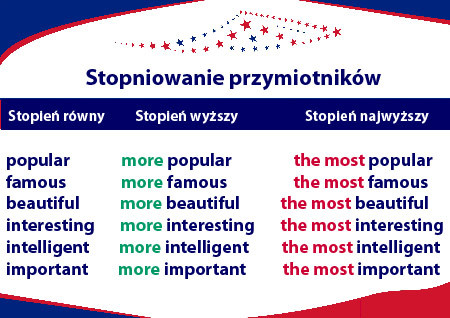 Stopniowanie przymiotników
Stopień równy Stopień wyższy Stopień najwyższy
popular more popular the most popular
famous more famous the most famous
beautiful more beautiful the most beautiful
interesting more interesting the most interesting
intelligent more intelligent the most intelligent
important more important the most important